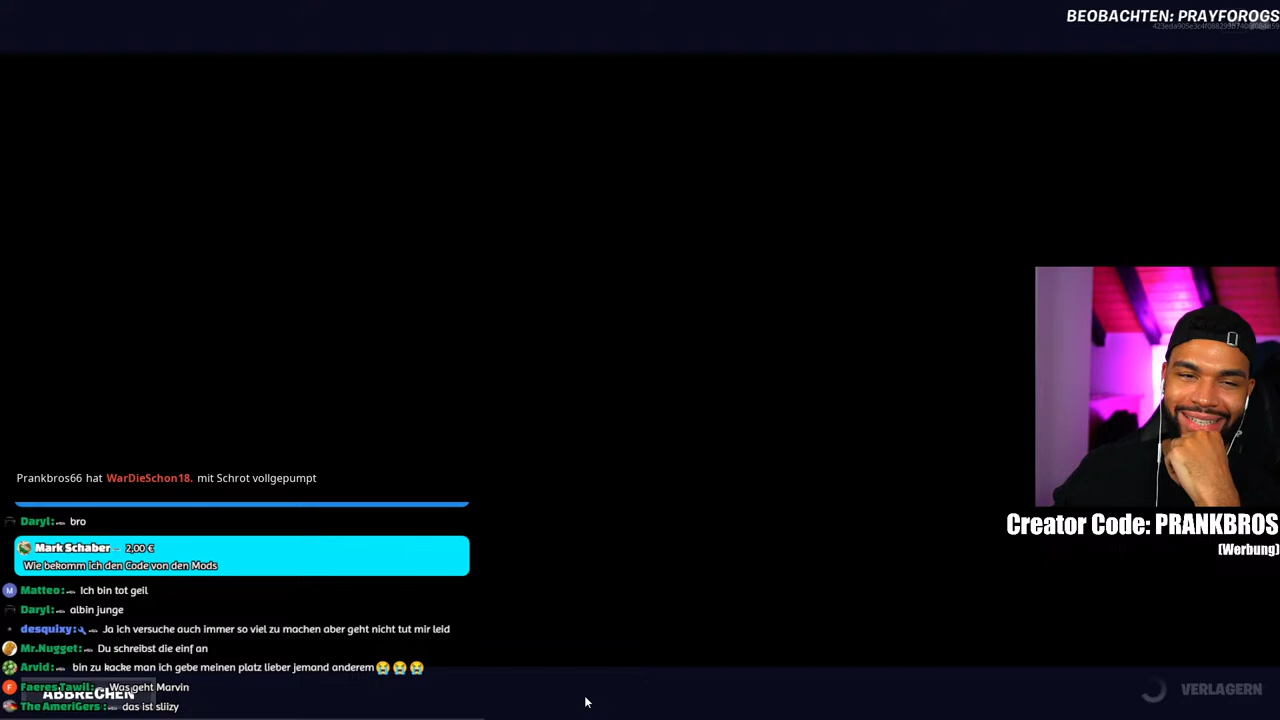 BEOBACHTEN: PRAYFOROGS
Prankbros66 hat WarDieSchon18. mit Schrot vollgepumpt
Daryl: bro
Mark Schaber 2,00 €
Wie bekomm ich den Code von den Mods
Matteo: Ich bin tot geil
Daryl: albin junge
desquixy: Ja ich versuche auch immer so viel zu machen aber geht nicht tut mir leid
Mr.Nugget: Du schreibst die einf an
Arvid: bin zu kacke man ich gebe meinen platz lieber jemand anderem😭😭😭
Faeres Tawil: Was geht Marvin
ABBRECHEN
The AmeriGers: das ist sliizy
Creator Code: PRANKBROS
(Werbung)
VERLAGERN